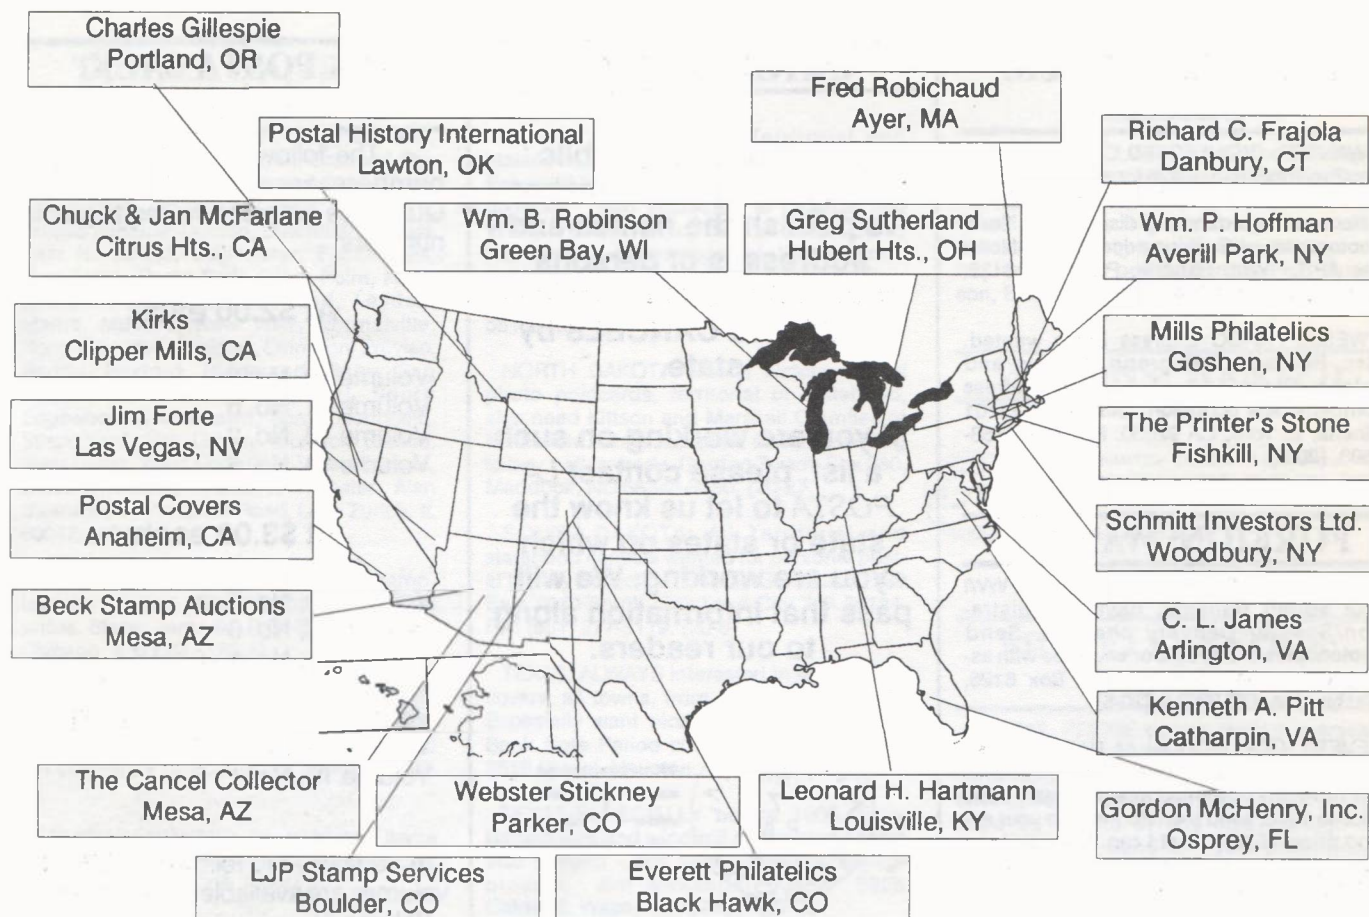 Charles Gillespie
Portland, OR
Fred Robichaud
Ayer, MA
Postal History International
Lawton, OK
Richard C. Frajola
Danbury, CT
Chuck & Jan McFarlane
Citrus Hts., CA
Wm. B. Robinson
Green Bay, WI
Greg Sutherland
Hubert Hts., OH
Wm. P. Hoffman
Averill Park, NY
Kirks
Clipper Mills, CA
Mills Philatelics
Goshen, NY
Jim Forte
Las Vegas, NV
The Printer's Stone
Fishkill, NY
Postal Covers
Anaheim, CA
Schmitt Investors Ltd.
Woodbury, NY
Beck Stamp Auctions
Mesa, AZ
C. L. James
Arlington, VA
Kenneth A. Pitt
Catharpin, VA
The Cancel Collector
Mesa, AZ
Webster Stickney
Parker, CO
Leonard H. Hartmann
Louisville, KY
Gordon McHenry, Inc.
Osprey, FL
LJP Stamp Services
Boulder, CO
Everett Philatelics
Black Hawk, CO